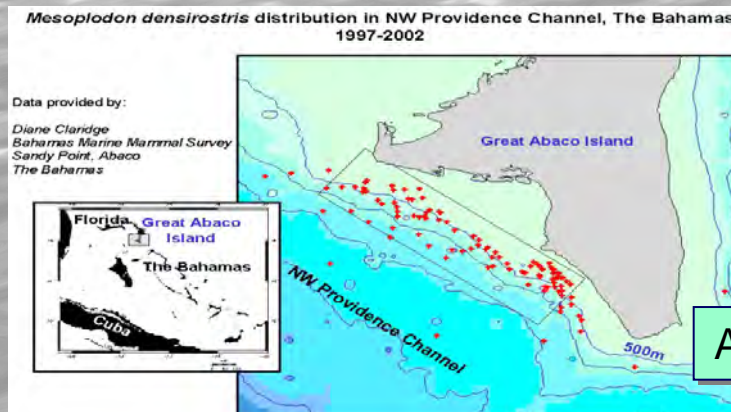 Mesoplodon densirostris distribution in NW Providence Channel, The Bahamas
1997-2002
Data provided by:
Diane Claridge
Bahamas Marine Mammal Survey
Sandy Point, Abaco
The Bahamas
Great Abaco Island
Florida
Great Abaco
Island
The Bahamas
Cuba
NW Providence Channel
500m
A